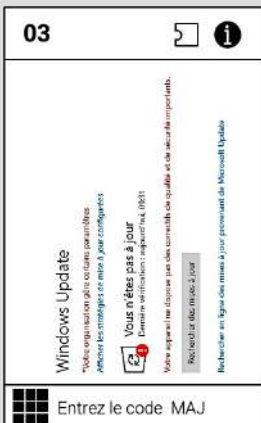 03
Windows Update
*Votre organisation gère certains paramètres
Afficher les stratégies de mise à jour configurées
Vous n'êtes pas à jour
Dernière vérification : aujourd'hui, 09:31
Votre appareil ne dispose pas des correctifs de qualité et de sécurité importants.
Rechercher des mises à jour
Rechercher en ligne des mises à jour provenant de Microsoft Update
Entrez le code MAJ